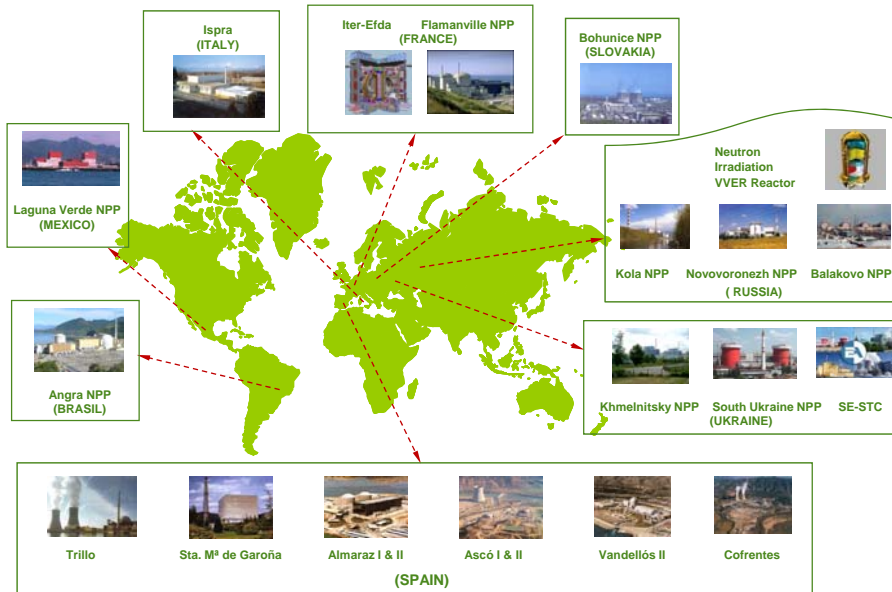 Ispra
(ITALY)
Iter-Efda
Flamanville NPP
(FRANCE)
Bohunice NPP
(SLOVAKIA)
Laguna Verde NPP
(MEXICO)
Neutron
Irradiation
VVER Reactor
Kola NPP
Novovoronezh NPP
Balakovo NPP
( RUSSIA)
Angra NPP
(BRASIL)
Khmelnitsky NPP
South Ukraine NPP
SE-STC
(UKRAINE)
Trillo
Sta. Mª de Garoña
Almaraz I & II
Ascó I & II
Vandellós II
Cofrentes
(SPAIN)